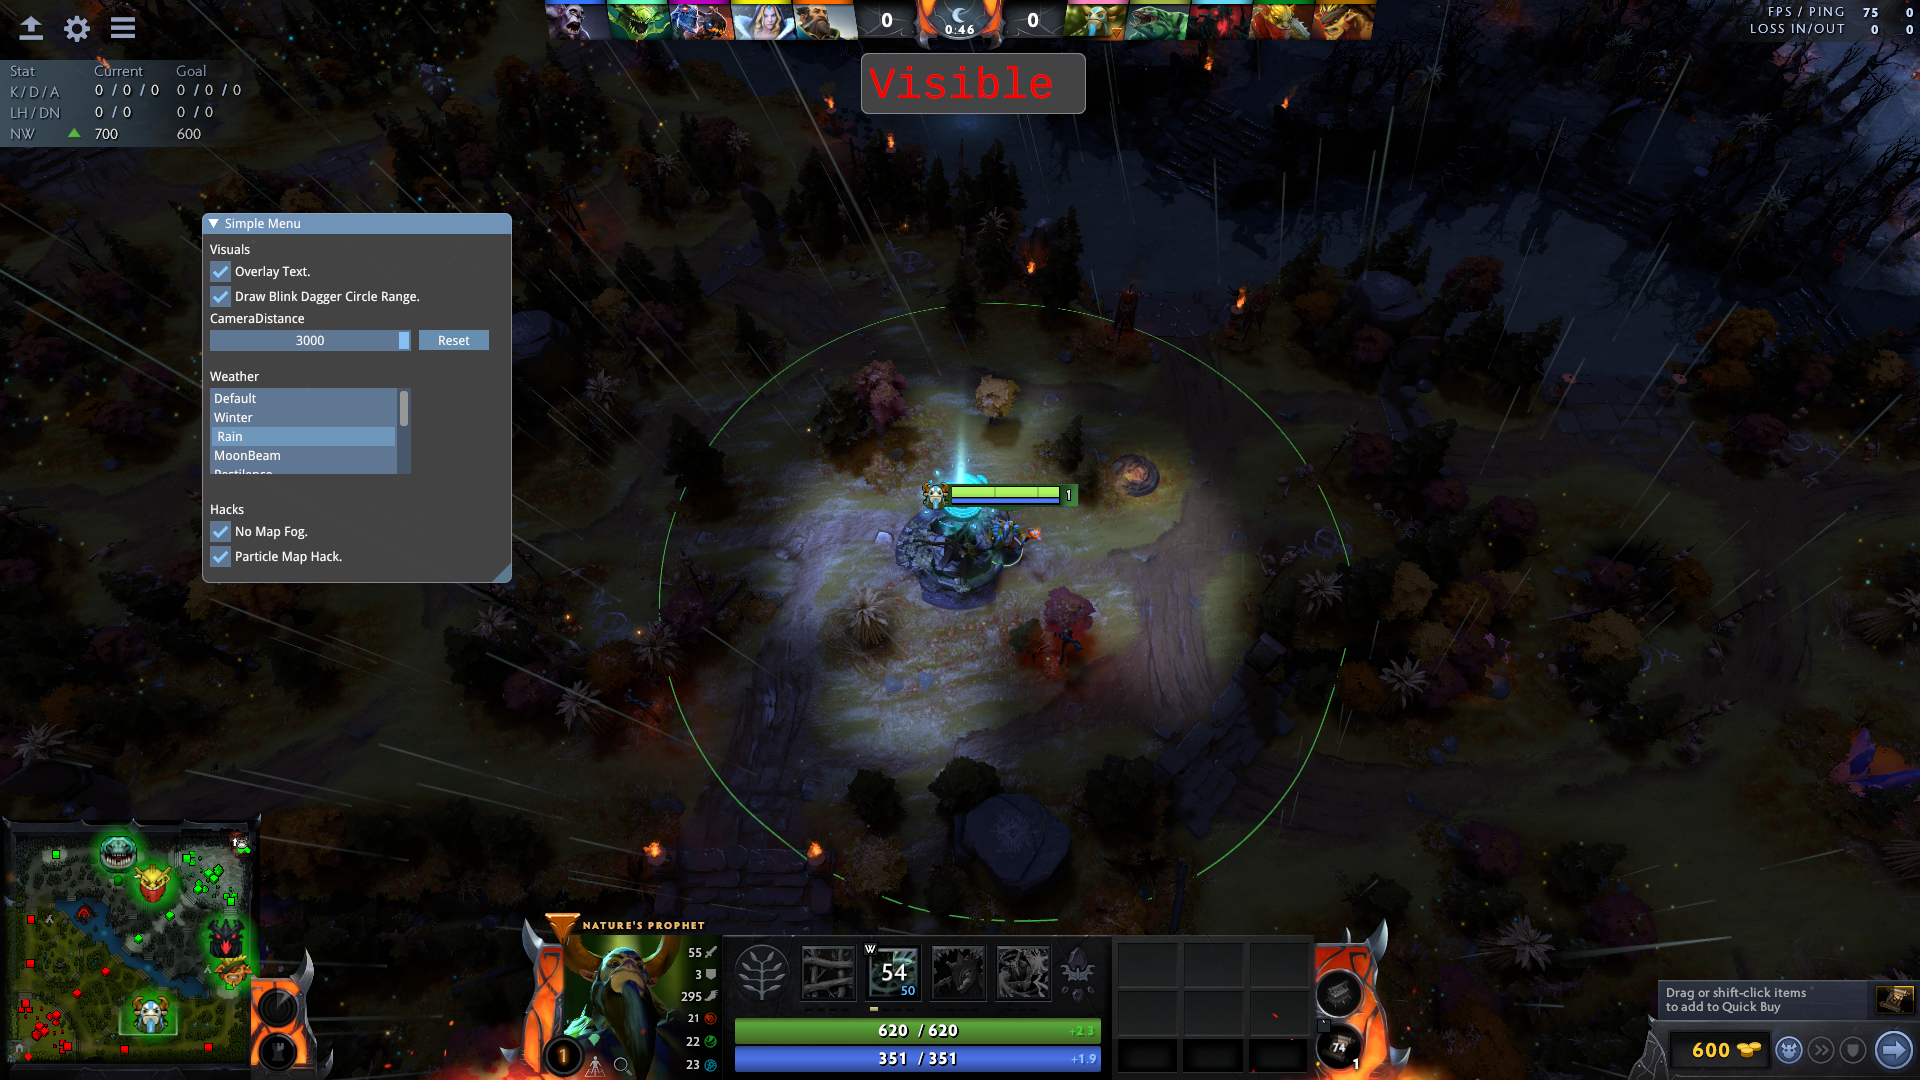 0 0:46 0
FPS / PING 75 0
LOSS IN/OUT 0 0
Visible
Stat Current Goal
K / D / A 0 / 0 / 0 0 / 0 / 0
LH / DN 0 / 0 0 / 0
NW 700 600
Simple Menu
Visuals
Overlay Text.
Draw Blink Dagger Circle Range.
CameraDistance
3000 Reset
Weather
Default
Winter
Rain
MoonBeam
Pestilence
Hacks
No Map Fog.
Particle Map Hack.
1
NATURE'S PROPHET
55
3
295
21
22
23
1
W
54
50
620 / 620 +2.3
351 / 351 +1.9
74
1
Drag or shift-click items
to add to Quick Buy
600